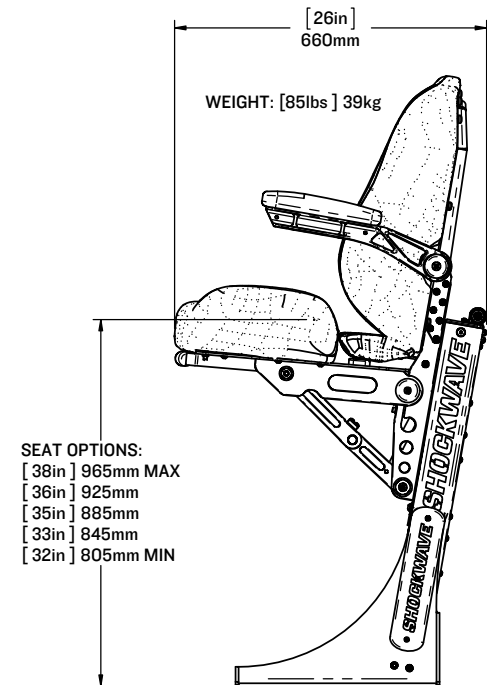 [26in]
660mm
WEIGHT: [85lbs ] 39kg
SHOCKWAVE
SEAT OPTIONS:
[ 38in ] 965mm MAX
[ 36in ] 925mm
[ 35in ] 885mm
[ 33in ] 845mm
[ 32in ] 805mm MIN
SHOCKWAVE